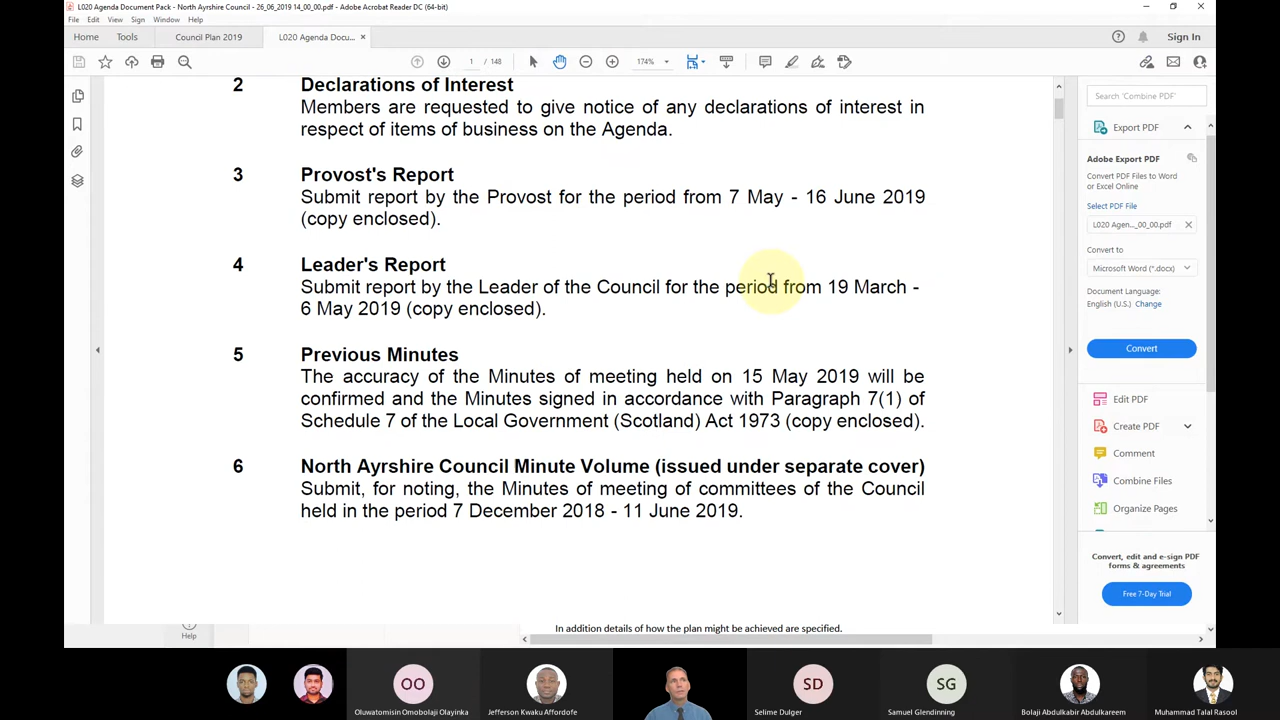 L020 Agenda Document Pack - North Ayrshire Council - 26_06_2019 14_00_00.pdf - Adobe Acrobat Reader DC (64-bit)
File Edit View Sign Window Help
Home Tools Council Plan 2019 L020 Agenda Docu... ×
Sign In
1 / 148 174%
2 Declarations of Interest
Members are requested to give notice of any declarations of interest in
respect of items of business on the Agenda.
3 Provost's Report
Submit report by the Provost for the period from 7 May - 16 June 2019
(copy enclosed).
4 Leader's Report
Submit report by the Leader of the Council for the period from 19 March -
6 May 2019 (copy enclosed).
5 Previous Minutes
The accuracy of the Minutes of meeting held on 15 May 2019 will be
confirmed and the Minutes signed in accordance with Paragraph 7(1) of
Schedule 7 of the Local Government (Scotland) Act 1973 (copy enclosed).
6 North Ayrshire Council Minute Volume (issued under separate cover)
Submit, for noting, the Minutes of meeting of committees of the Council
held in the period 7 December 2018 - 11 June 2019.
Search 'Combine PDF'
Export PDF
Adobe Export PDF
Convert PDF Files to Word
or Excel Online
Select PDF File
L020 Agen..._00_00.pdf
Convert to
Microsoft Word (*.docx)
Document Language:
English (U.S.) Change
Convert
Edit PDF
Create PDF
Comment
Combine Files
Organize Pages
Convert, edit and e-sign PDF
forms & agreements
Free 7-Day Trial
Help
In addition details of how the plan might be achieved are specified.
OO
SD
SG
Oluwatomisin Omobolaji Olayinka
Jefferson Kwaku Affordofe
Selime Dulger
Samuel Glendinning
Bolaji Abdulkabir Abdulkareem
Muhammad Talal Rasool